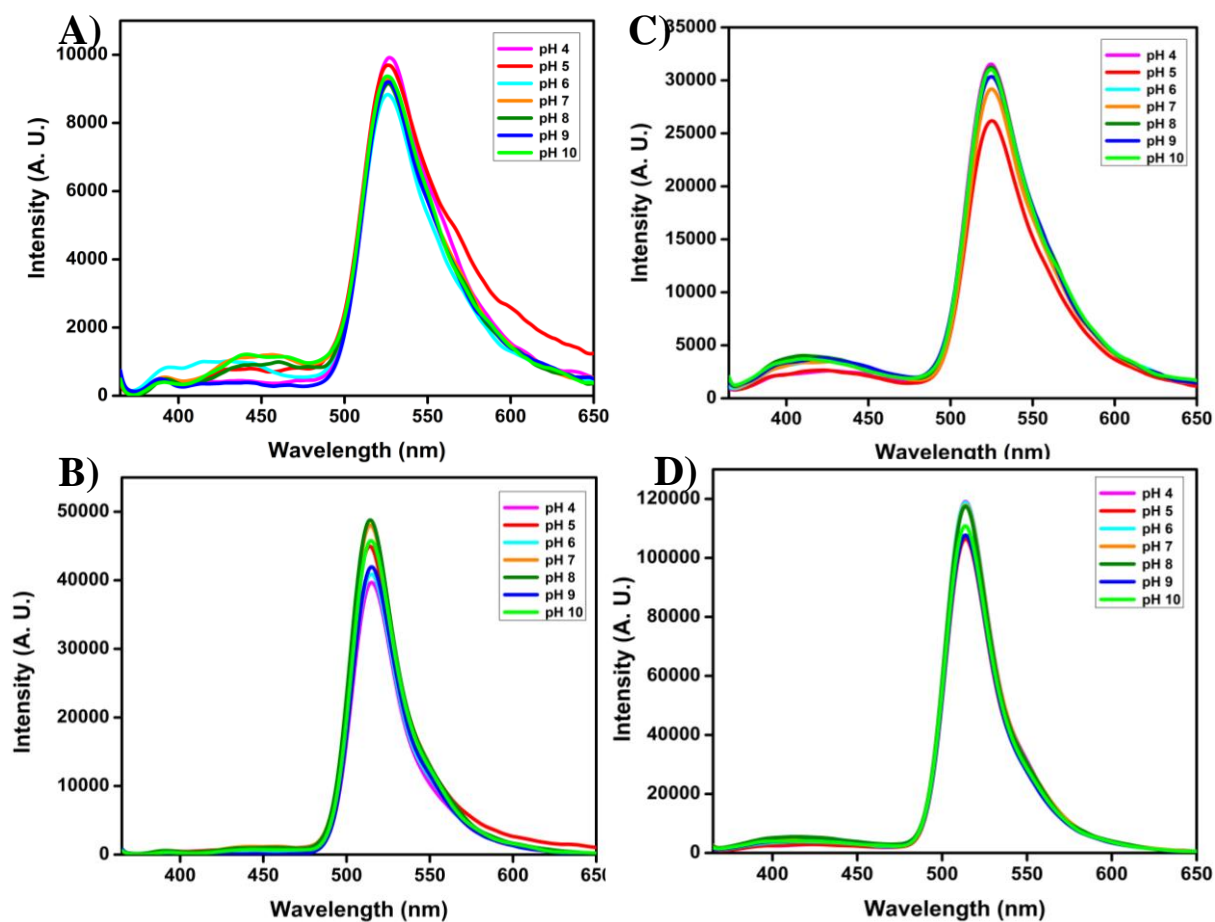 A)
Intensity (A. U.)
10000
8000
6000
4000
2000
0
400 450 500 550 600 650
Wavelength (nm)
pH 4
pH 5
pH 6
pH 7
pH 8
pH 9
pH 10
C)
Intensity (A. U.)
35000
30000
25000
20000
15000
10000
5000
0
400 450 500 550 600 650
Wavelength (nm)
pH 4
pH 5
pH 6
pH 7
pH 8
pH 9
pH 10
B)
Intensity (A. U.)
50000
40000
30000
20000
10000
0
400 450 500 550 600 650
Wavelength (nm)
pH 4
pH 5
pH 6
pH 7
pH 8
pH 9
pH 10
D)
Intensity (A. U.)
120000
100000
80000
60000
40000
20000
0
400 450 500 550 600 650
Wavelength (nm)
pH 4
pH 5
pH 6
pH 7
pH 8
pH 9
pH 10